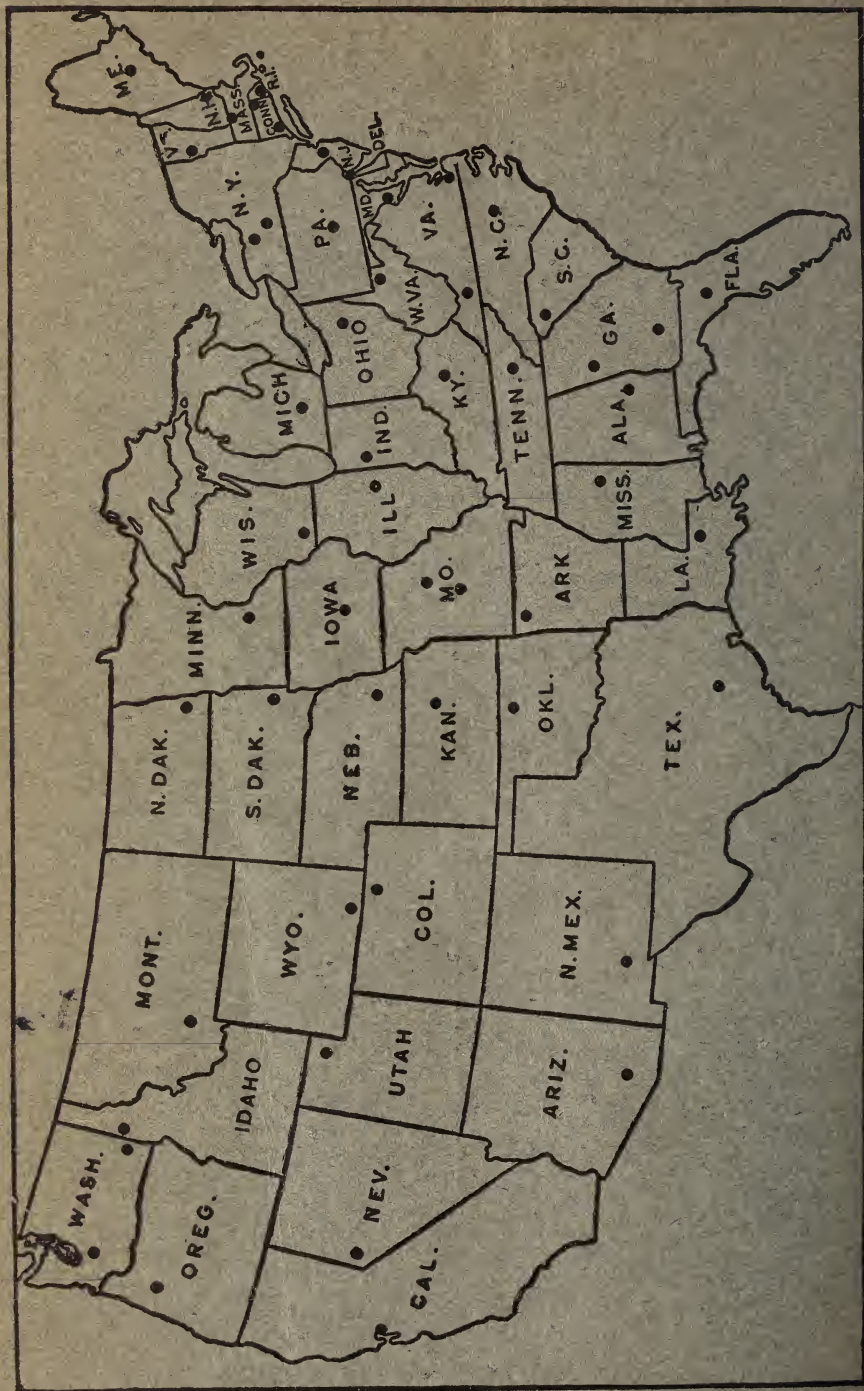 WASH.
OREG.
CAL.
NEV.
IDAHO
MONT.
WYO.
UTAH
ARIZ.
COL.
N.MEX.
N. DAK.
S. DAK.
NEB.
KAN.
OKL.
TEX.
MINN.
IOWA
MO.
ARK
LA.
WIS.
ILL
MICH
IND.
OHIO
KY.
TENN.
MISS.
ALA.
GA.
FLA.
S.C.
N.C.
VA.
W.VA.
MD.
DEL.
PA.
N.J.
N.Y.
VT.
N.H.
MASS.
CONN.
R.I.
ME.